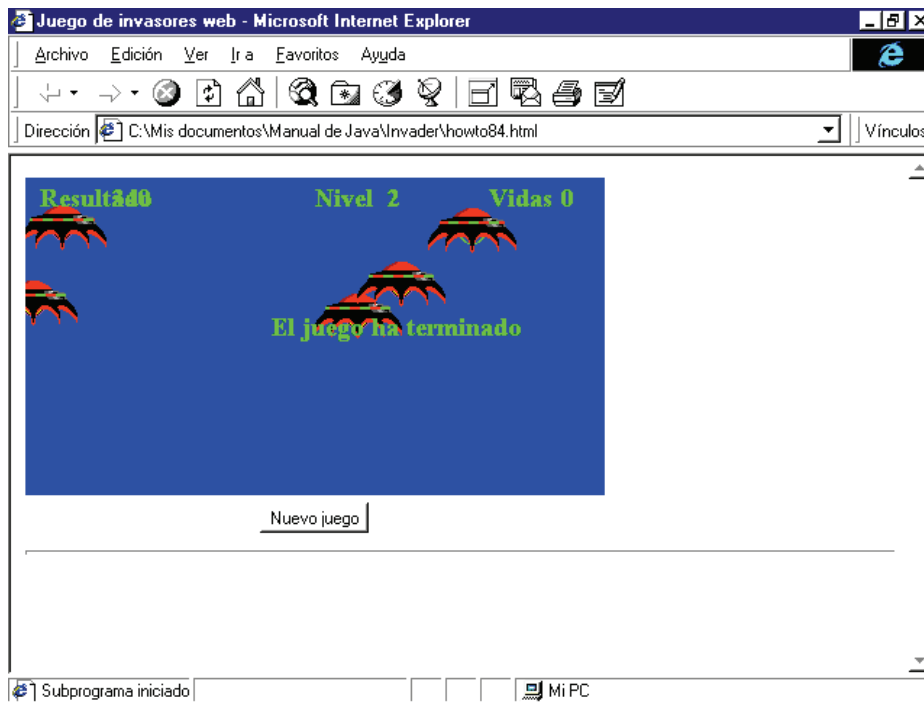 Juego de invasores web - Microsoft Internet Explorer
Archivo Edición Ver Ir a Favoritos Ayuda
Dirección C:\Mis documentos\Manual de Java\Invader\howto84.html Vínculos
Nivel 2 Vidas 0
El juego ha terminado
Nuevo juego
Subprograma iniciado Mi PC